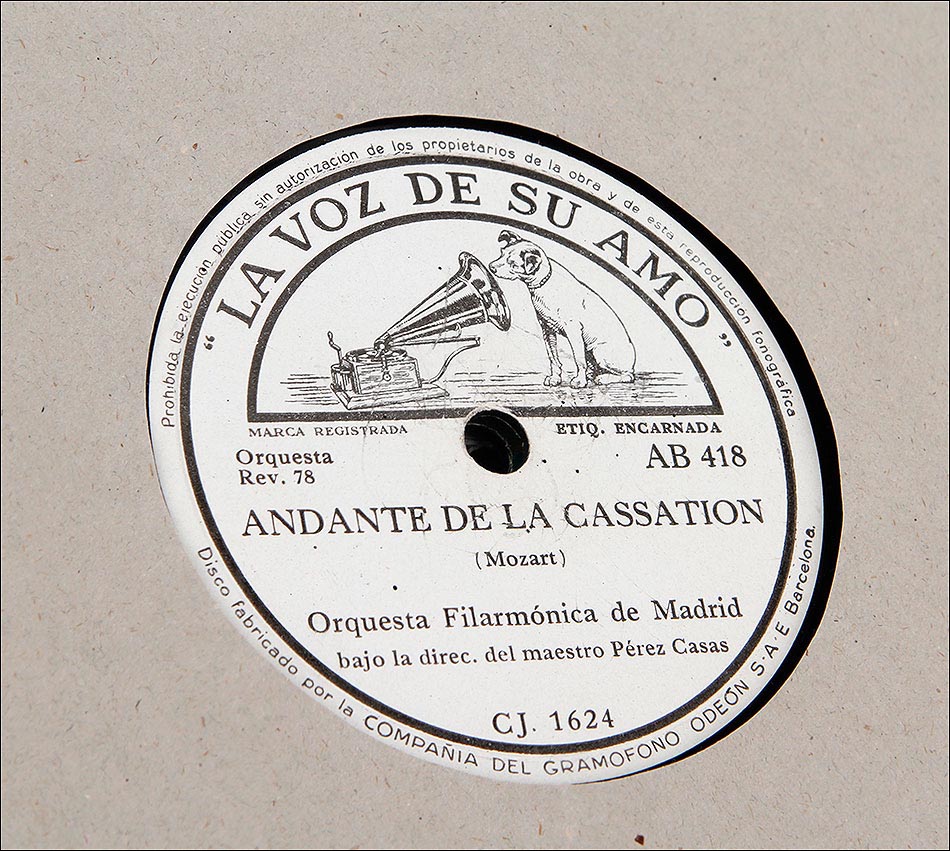 Prohibida la ejecución pública sin autorización de los propietarios de la obra y de esta reproducción fonográfica
"LA VOZ DE SU AMO"
MARCA REGISTRADA
ETIQ. ENCARNADA
Orquesta
Rev. 78
AB 418
ANDANTE DE LA CASSATION
(Mozart)
Orquesta Filarmónica de Madrid
bajo la direc. del maestro Pérez Casas
CJ. 1624
Disco fabricado por la COMPAÑIA DEL GRAMOFONO ODEÓN S·A·E Barcelona.